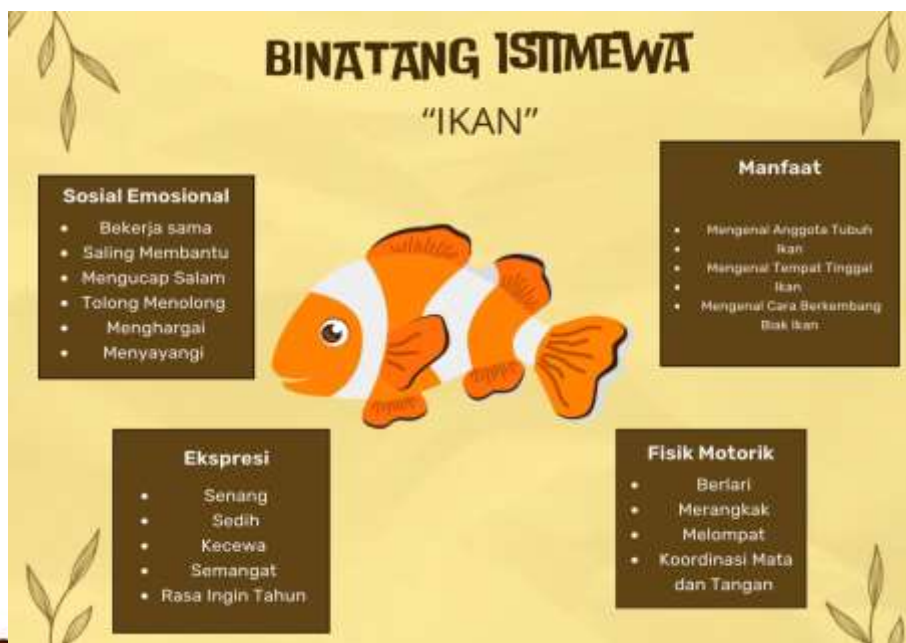 BINATANG ISTIMEWA
“IKAN”
Sosial Emosional
• Bekerja sama
• Saling Membantu
• Mengucap Salam
• Tolong Menolong
• Menghargai
• Menyayangi
Manfaat
• Mengenal Anggota Tubuh
• Ikan
• Mengenal Tempat Tinggal
• Ikan
• Mengenal Cara Berkembang
Biak Ikan
Ekspresi
• Senang
• Sedih
• Kecewa
• Semangat
• Rasa Ingin Tahun
Fisik Motorik
• Berlari
• Merangkak
• Melompat
• Koordinasi Mata
dan Tangan